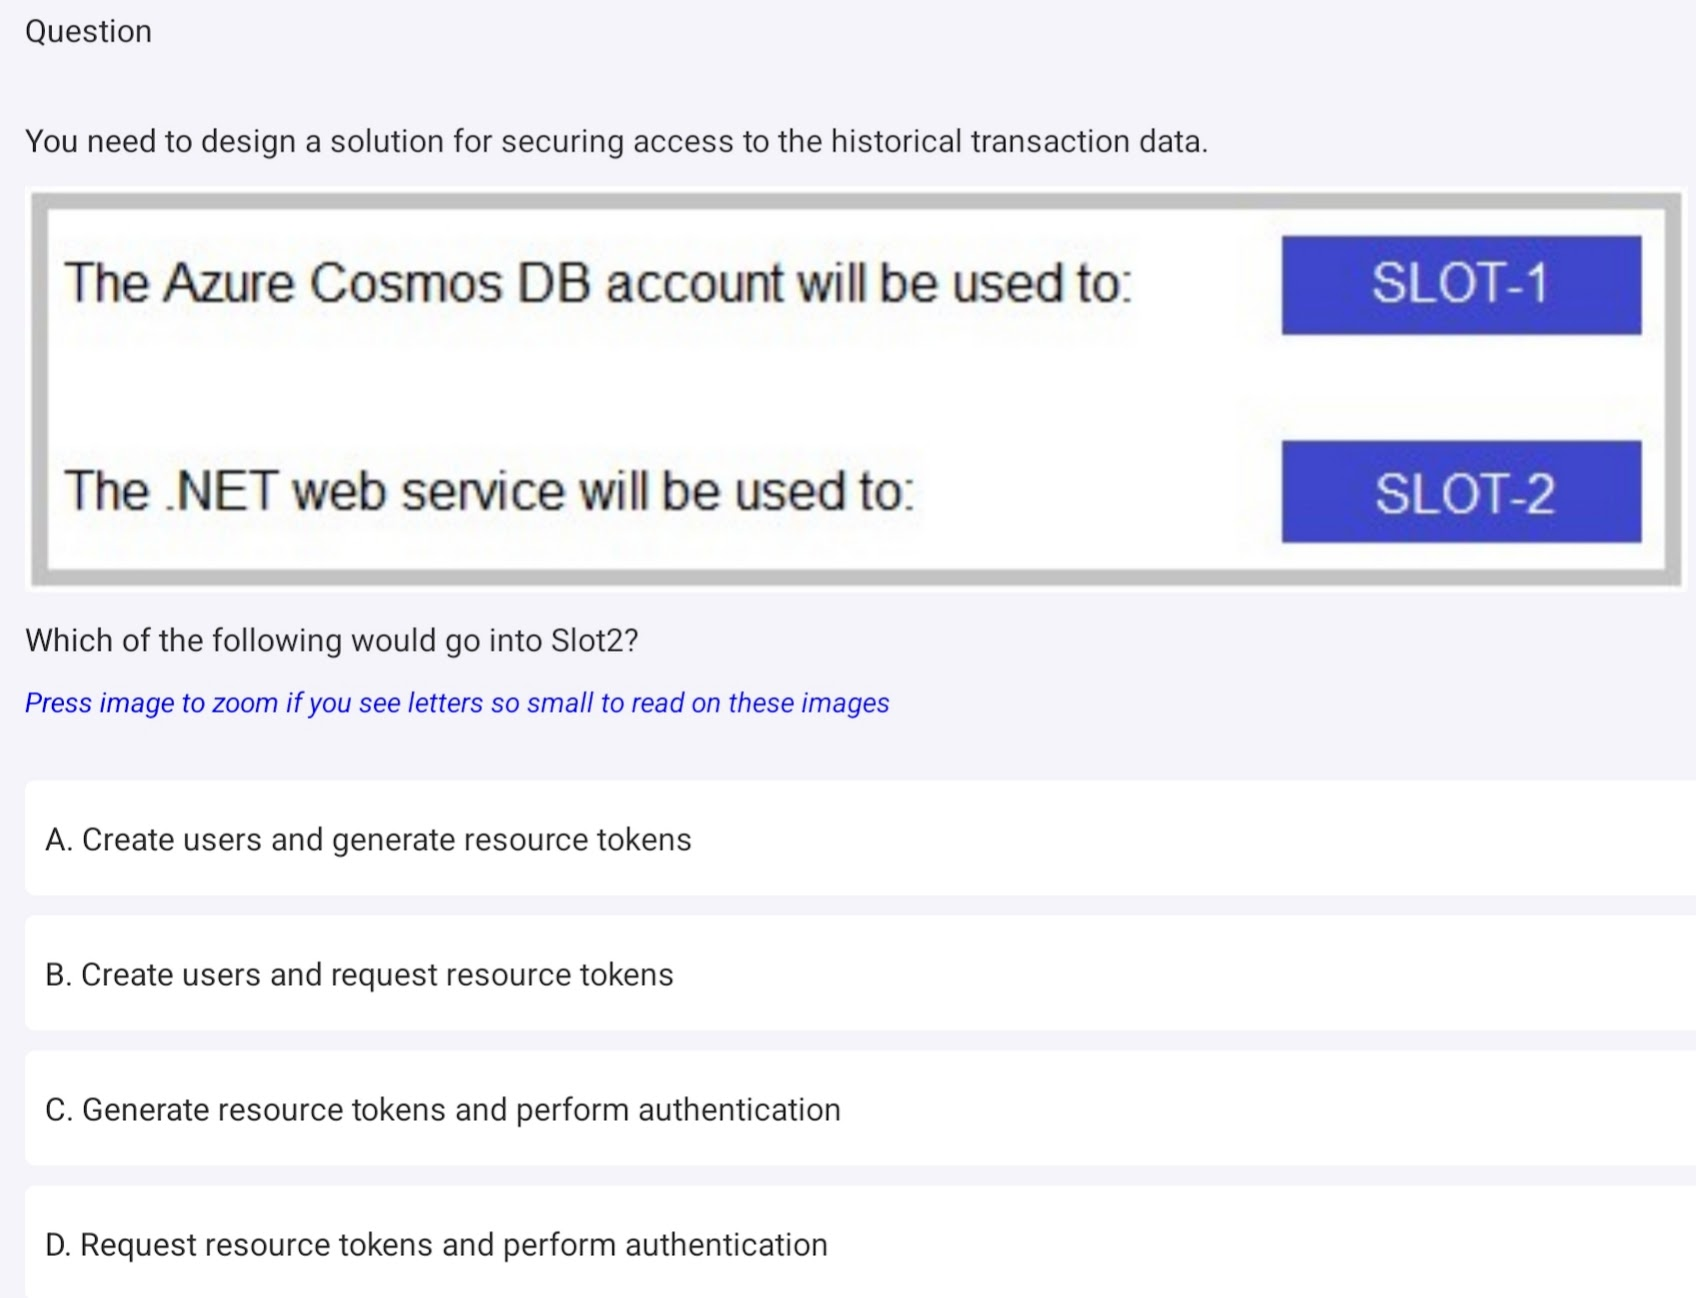 Question
You need to design a solution for securing access to the historical transaction data.
The Azure Cosmos DB account will be used to:
SLOT-1
The .NET web service will be used to:
SLOT-2
Which of the following would go into Slot2?
Press image to zoom if you see letters so small to read on these images
A. Create users and generate resource tokens
B. Create users and request resource tokens
C. Generate resource tokens and perform authentication
D. Request resource tokens and perform authentication